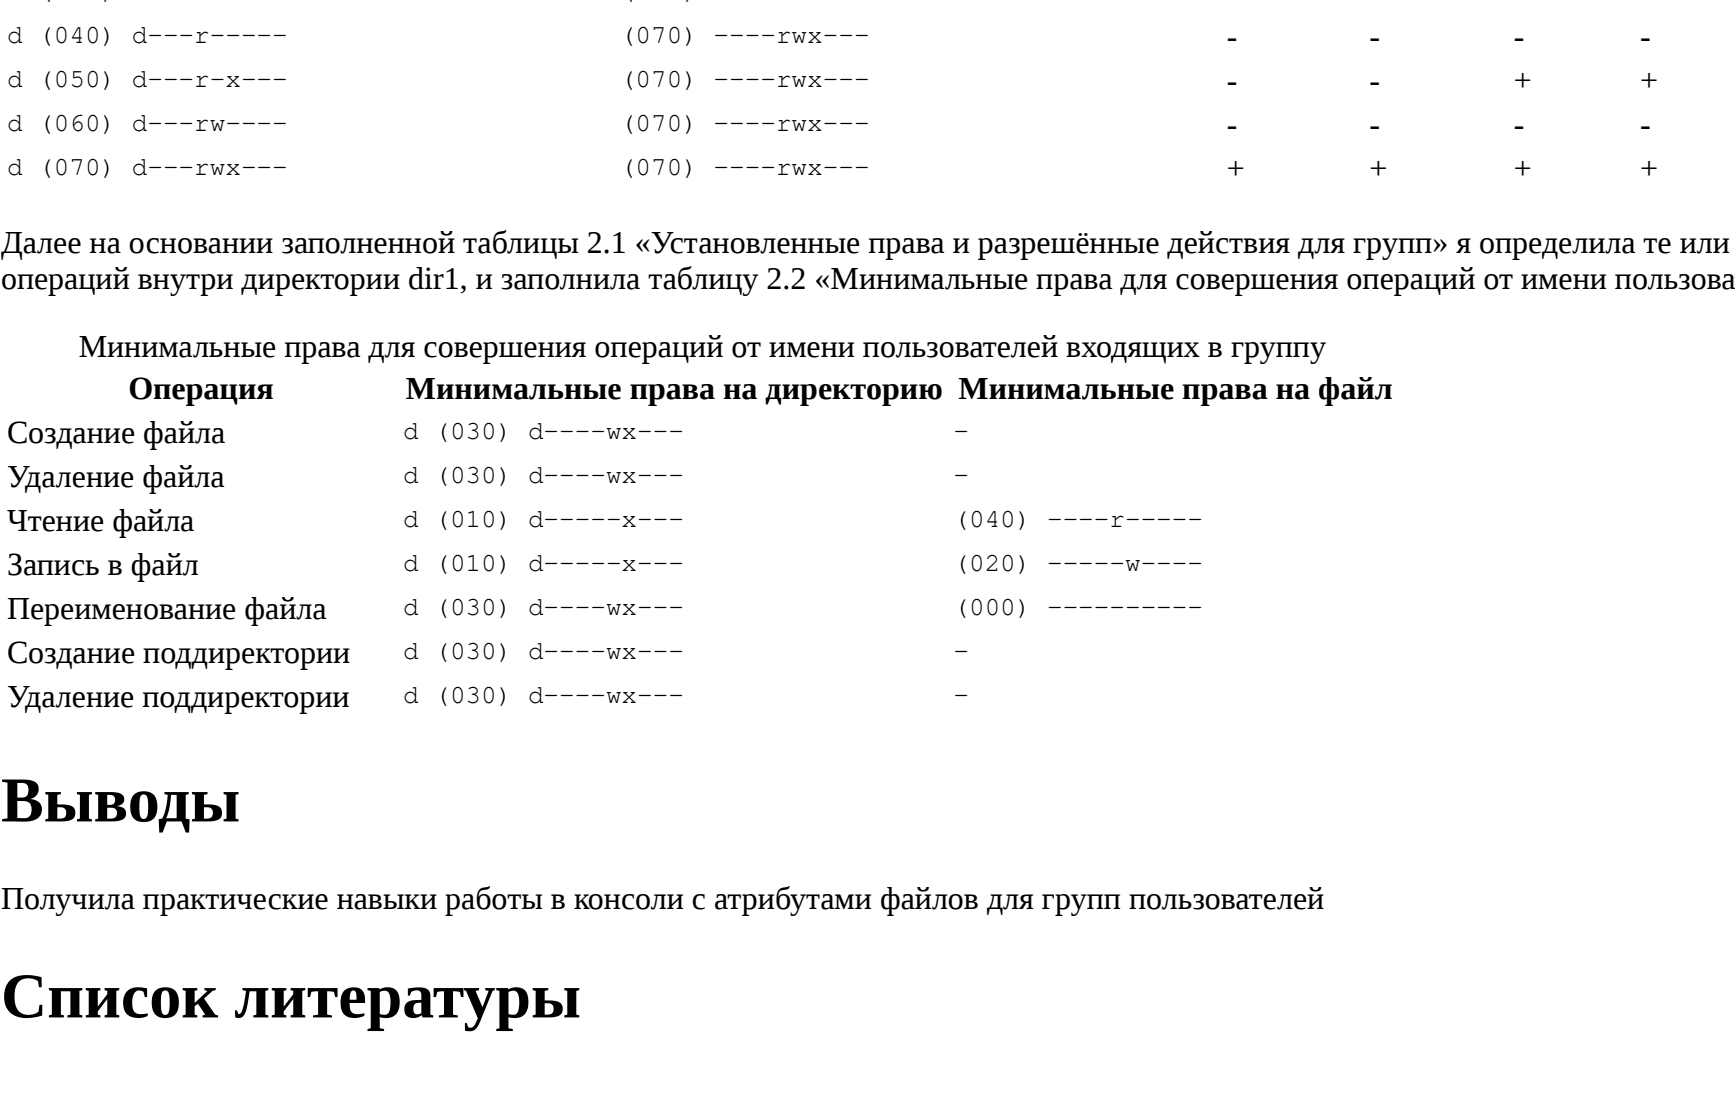 d (040) d---r----- (070) ----rwx--- - - - -
d (050) d---r-x--- (070) ----rwx--- - - + +
d (060) d---rw---- (070) ----rwx--- - - - -
d (070) d---rwx--- (070) ----rwx--- + + + +
Далее на основании заполненной таблицы 2.1 «Установленные права и разрешённые действия для групп» я определила те или
операций внутри директории dir1, и заполнила таблицу 2.2 «Минимальные права для совершения операций от имени пользова
Минимальные права для совершения операций от имени пользователей входящих в группу
Операция Минимальные права на директорию Минимальные права на файл
Создание файла d (030) d----wx--- -
Удаление файла d (030) d----wx--- -
Чтение файла d (010) d-----x--- (040) ----r-----
Запись в файл d (010) d-----x--- (020) -----w----
Переименование файла d (030) d----wx--- (000) ----------
Создание поддиректории d (030) d----wx--- -
Удаление поддиректории d (030) d----wx--- -
Выводы
Получила практические навыки работы в консоли с атрибутами файлов для групп пользователей
Список литературы